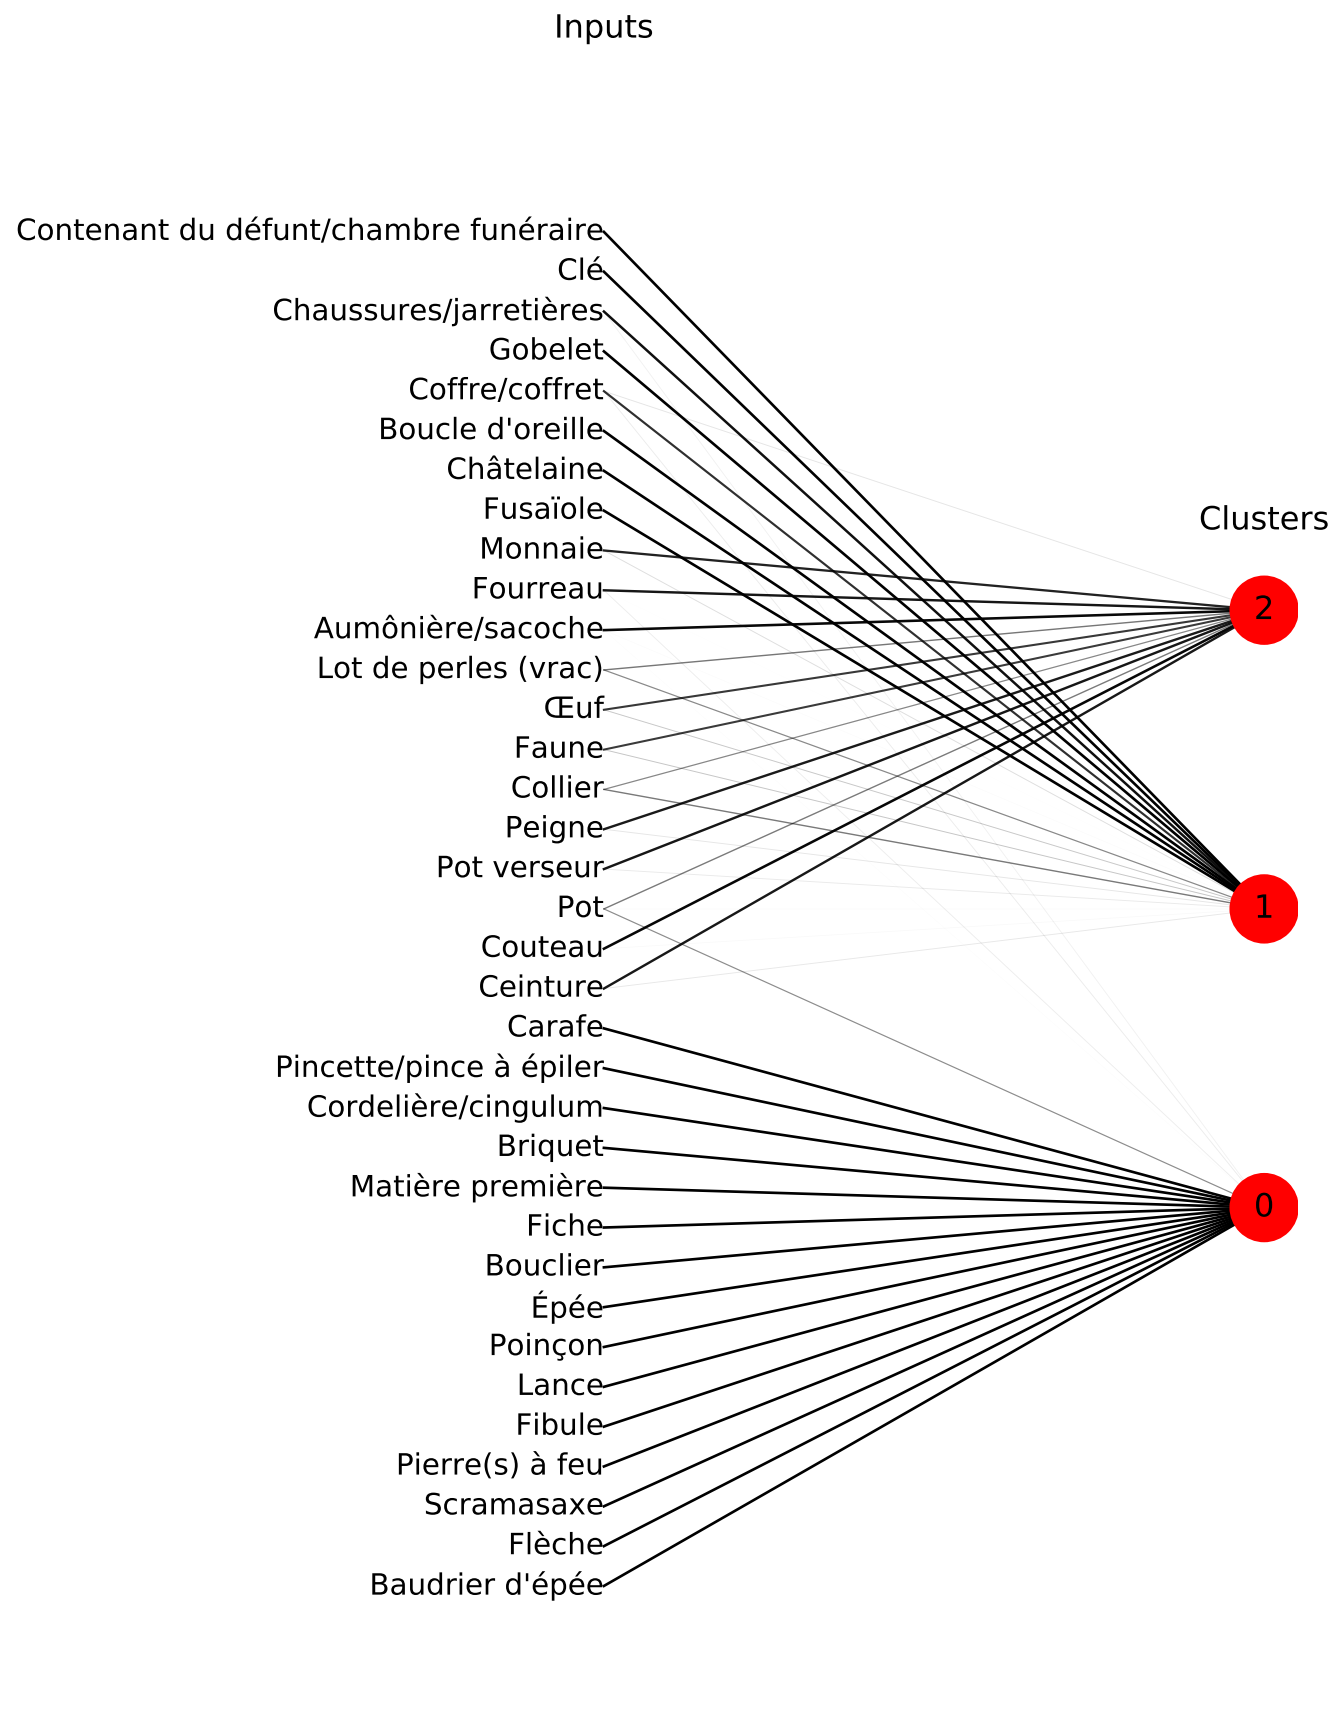 Inputs
Contenant du défunt/chambre funéraire
Clé
Chaussures/jarretières
Gobelet
Coffre/coffret
Boucle d'oreille
Châtelaine
Fusaïole
Monnaie
Fourreau
Aumônière/sacoche
Lot de perles (vrac)
Œuf
Faune
Collier
Peigne
Pot verseur
Pot
Couteau
Ceinture
Carafe
Pincette/pince à épiler
Cordelière/cingulum
Briquet
Matière première
Fiche
Bouclier
Épée
Poinçon
Lance
Fibule
Pierre(s) à feu
Scramasaxe
Flèche
Baudrier d'épée
Clusters
2
1
0